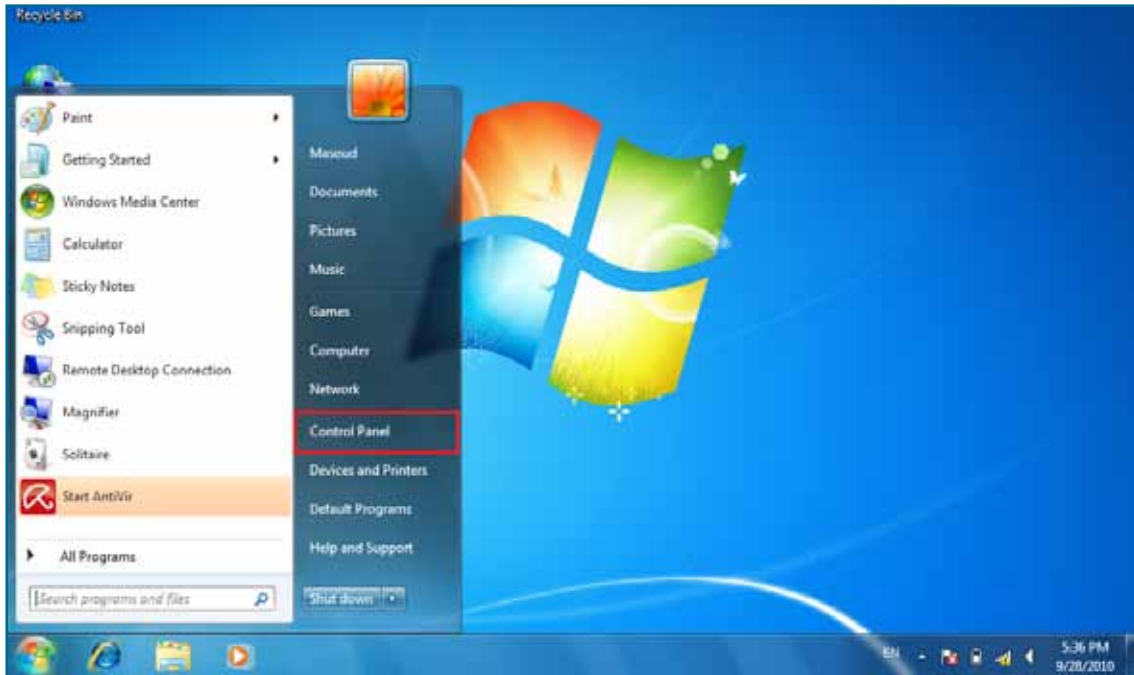 Recycle Bin
Paint
Getting Started
Windows Media Center
Calculator
Sticky Notes
Snipping Tool
Remote Desktop Connection
Magnifier
Solitaire
Start AntiVir
All Programs
Search programs and files
Masoud
Documents
Pictures
Music
Games
Computer
Network
Control Panel
Devices and Printers
Default Programs
Help and Support
Shut down
EN
5:36 PM
9/28/2010